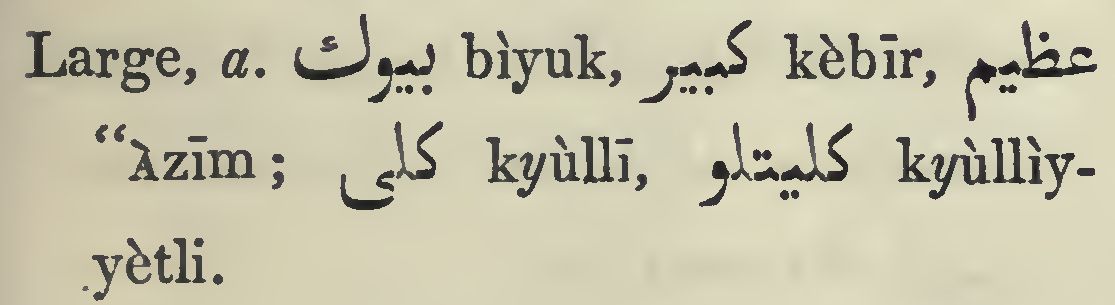 Large, a. بيوك bìyuk, كبير kèbīr, عظيم
“Àzīm; كلى kyùllī, كليتلو kyùllìy-
yètli.